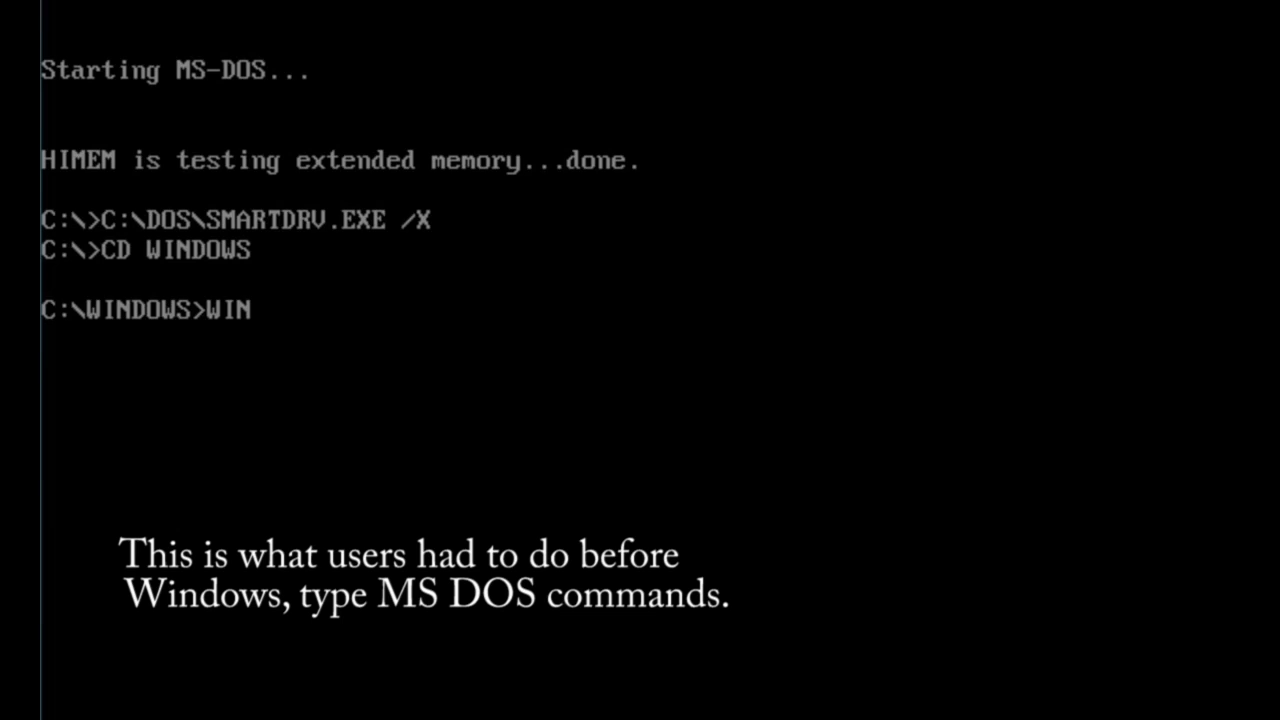 Starting MS-DOS...
HIMEM is testing extended memory...done.
C:\>C:\DOS\SMARTDRV.EXE /X
C:\>CD WINDOWS
C:\WINDOWS>WIN
This is what users had to do before
Windows, type MS DOS commands.